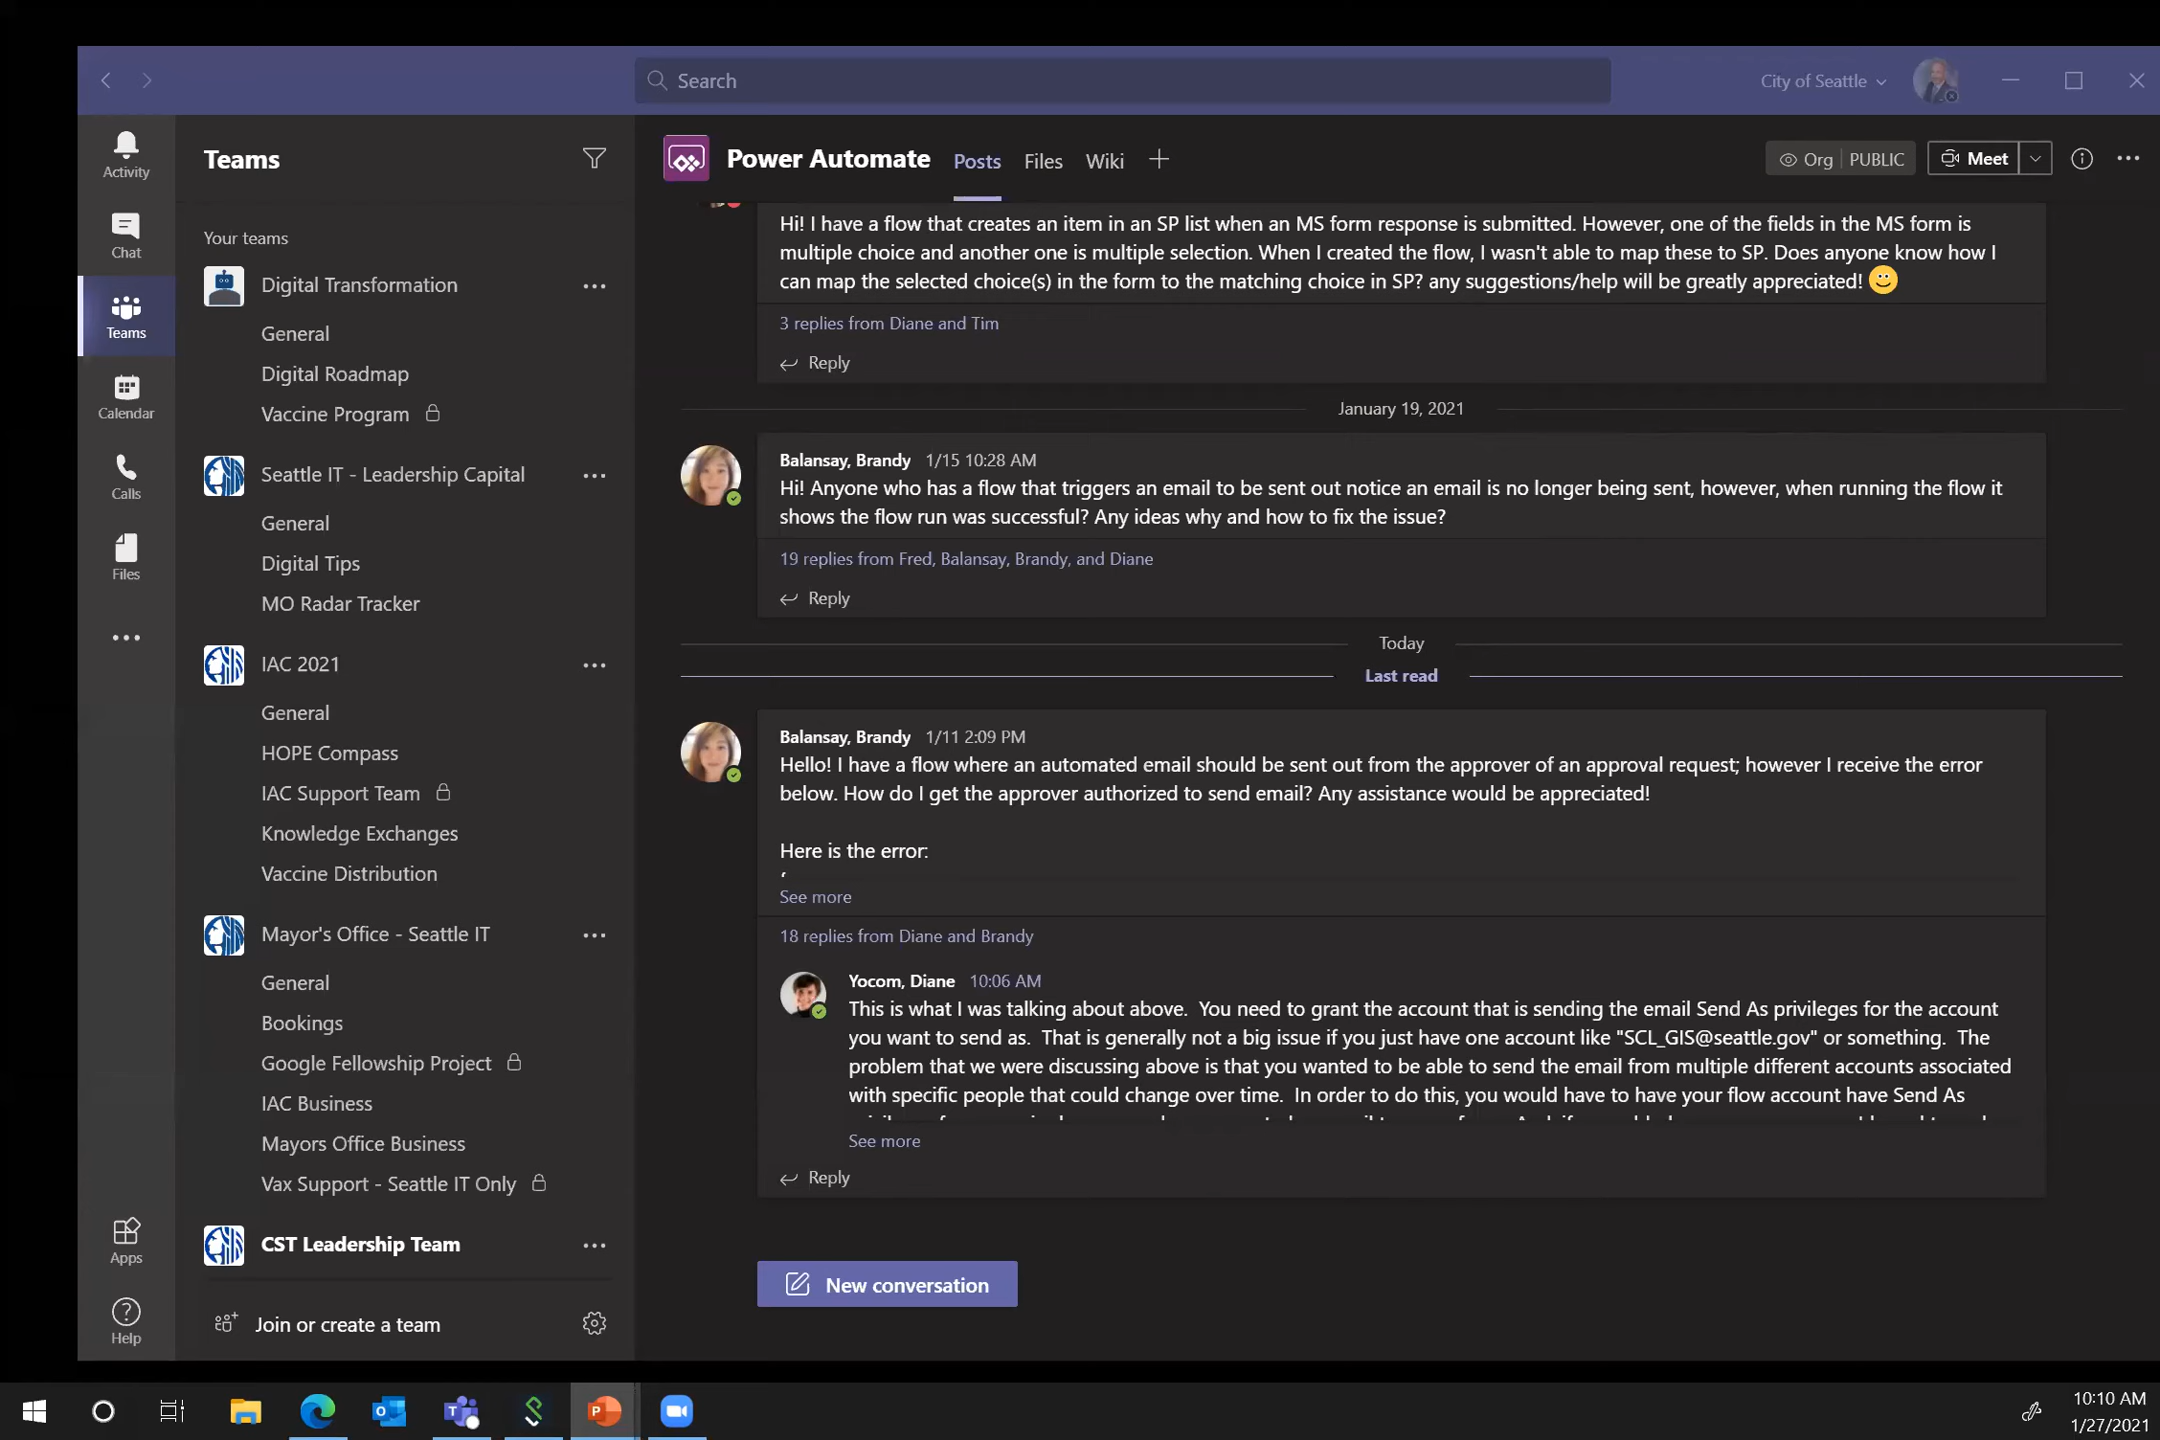 Search
City of Seattle
Activity
Chat
Teams
Calendar
Calls
Files
Apps
Help
Teams
Your teams
Digital Transformation
General
Digital Roadmap
Vaccine Program
Seattle IT - Leadership Capital
General
Digital Tips
MO Radar Tracker
IAC 2021
General
HOPE Compass
IAC Support Team
Knowledge Exchanges
Vaccine Distribution
Mayor's Office - Seattle IT
General
Bookings
Google Fellowship Project
IAC Business
Mayors Office Business
Vax Support - Seattle IT Only
CST Leadership Team
Join or create a team
Power Automate Posts Files Wiki
Org PUBLIC Meet
Hi! I have a flow that creates an item in an SP list when an MS form response is submitted. However, one of the fields in the MS form is
multiple choice and another one is multiple selection. When I created the flow, I wasn't able to map these to SP. Does anyone know how I
can map the selected choice(s) in the form to the matching choice in SP? any suggestions/help will be greatly appreciated! 🙂
3 replies from Diane and Tim
Reply
January 19, 2021
Balansay, Brandy 1/15 10:28 AM
Hi! Anyone who has a flow that triggers an email to be sent out notice an email is no longer being sent, however, when running the flow it
shows the flow run was successful? Any ideas why and how to fix the issue?
19 replies from Fred, Balansay, Brandy, and Diane
Reply
Today
Last read
Balansay, Brandy 1/11 2:09 PM
Hello! I have a flow where an automated email should be sent out from the approver of an approval request; however I receive the error
below. How do I get the approver authorized to send email? Any assistance would be appreciated!
Here is the error:
See more
18 replies from Diane and Brandy
Yocom, Diane 10:06 AM
This is what I was talking about above. You need to grant the account that is sending the email Send As privileges for the account
you want to send as. That is generally not a big issue if you just have one account like "SCL_GIS@seattle.gov" or something. The
problem that we were discussing above is that you wanted to be able to send the email from multiple different accounts associated
with specific people that could change over time. In order to do this, you would have to have your flow account have Send As
See more
Reply
New conversation
10:10 AM
1/27/2021